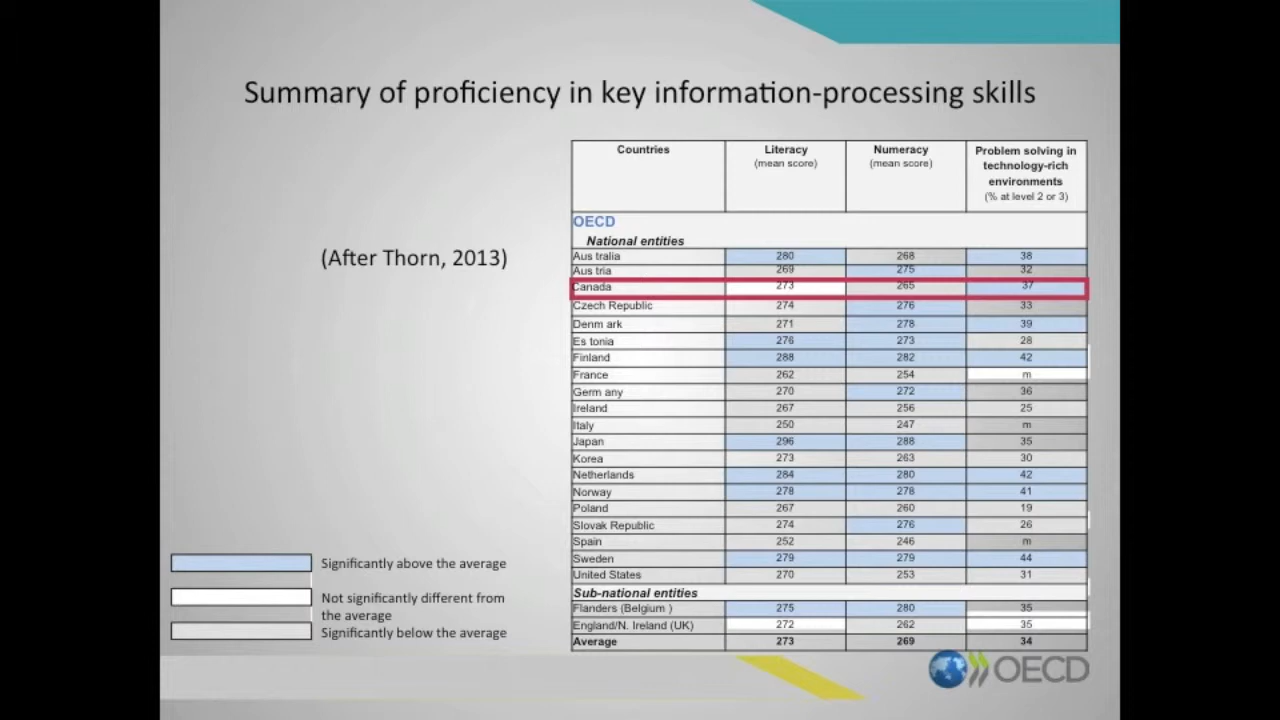 Summary of proficiency in key information-processing skills
(After Thorn, 2013)
Countries Literacy (mean score) Numeracy (mean score) Problem solving in technology-rich environments (% at level 2 or 3)
OECD
National entities
Aus tralia 280 268 38
Aus tria 269 275 32
Canada 273 265 37
Czech Republic 274 276 33
Denm ark 271 278 39
Es tonia 276 273 28
Finland 288 282 42
France 262 254 m
Germ any 270 272 36
Ireland 267 256 25
Italy 250 247 m
Japan 296 288 35
Korea 273 263 30
Netherlands 284 280 42
Norway 278 278 41
Poland 267 260 19
Slovak Republic 274 276 26
Spain 252 246 m
Sweden 279 279 44
United States 270 253 31
Sub-national entities
Flanders (Belgium ) 275 280 35
England/N. Ireland (UK) 272 262 35
Average 273 269 34
Significantly above the average
Not significantly different from
the average
Significantly below the average
OECD